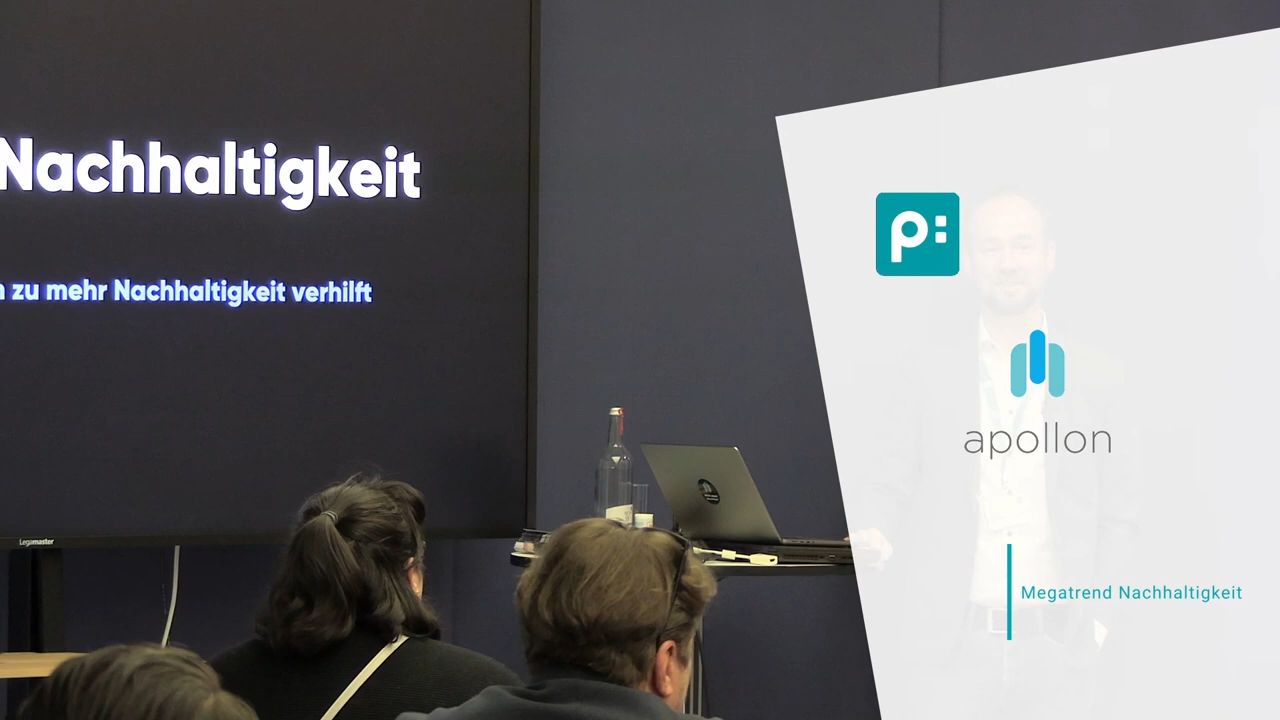 Nachhaltigkeit
zu mehr Nachhaltigkeit verhilft
Legamaster
p:
apollon
Megatrend Nachhaltigkeit